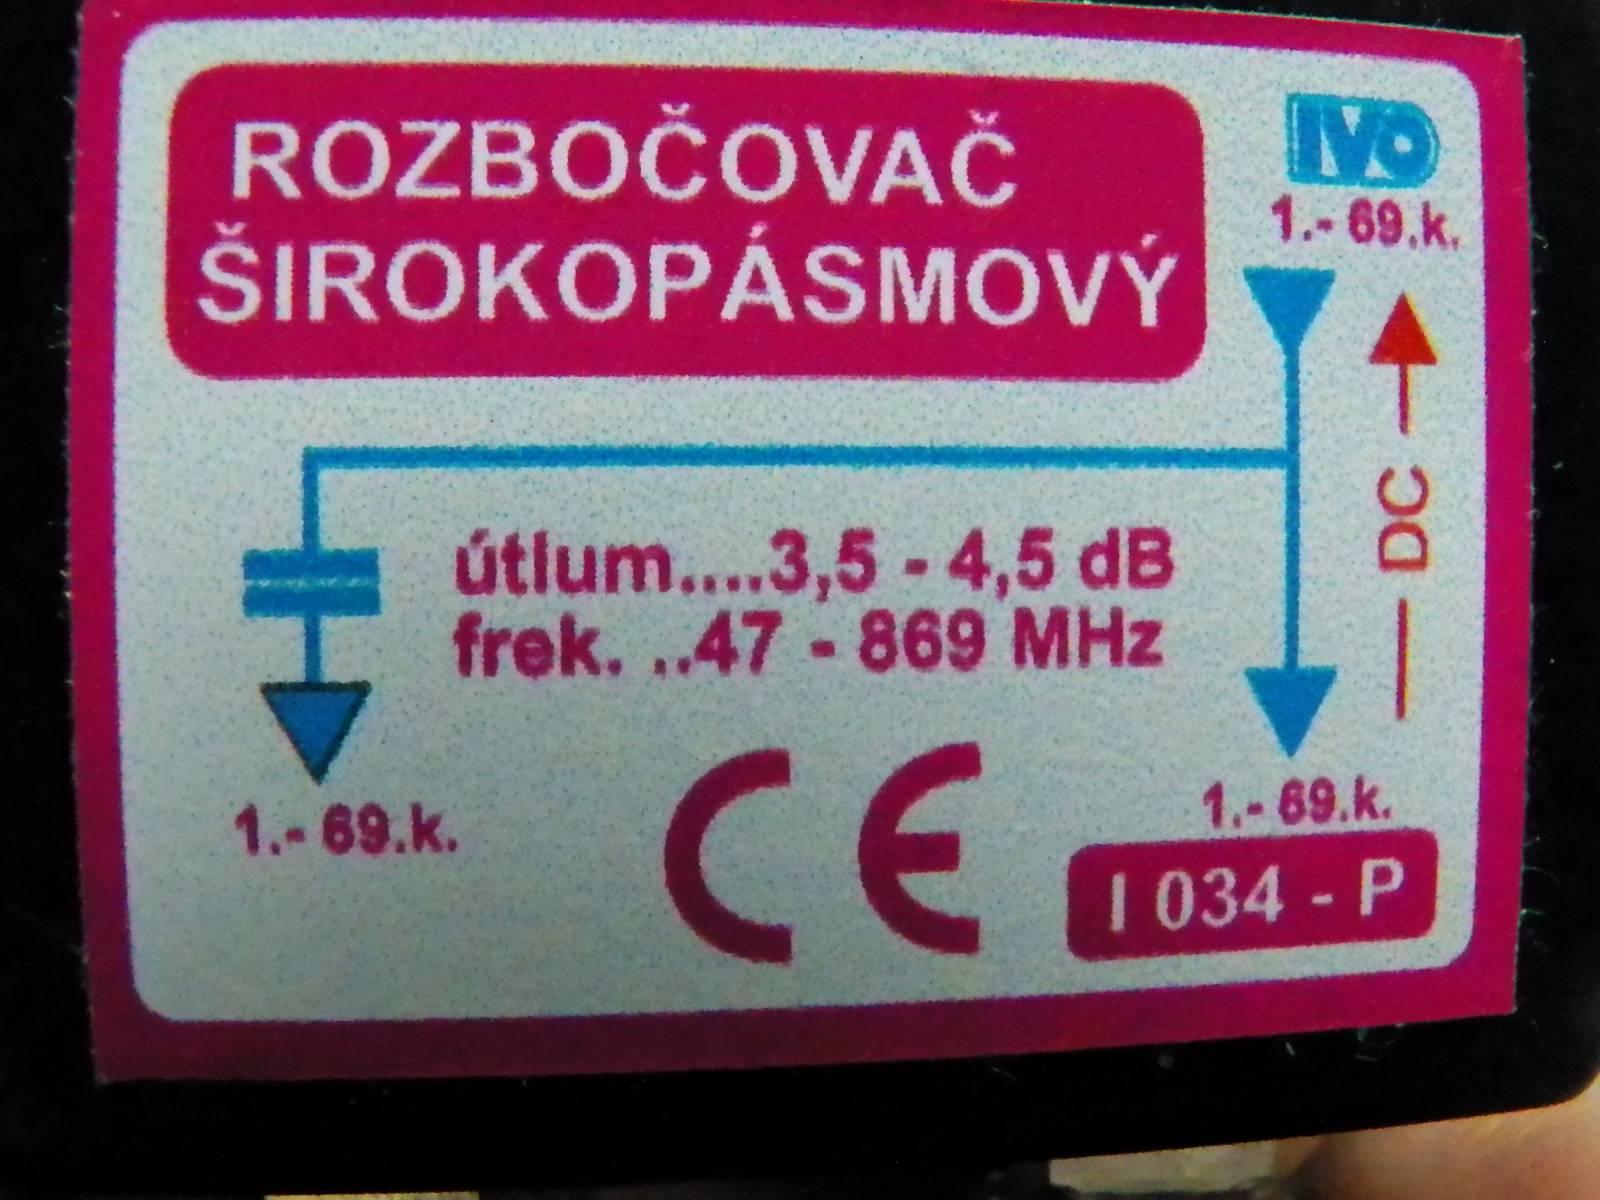 ROZBOČOVAČ
ŠIROKOPÁSMOVÝ
IVO
1.- 69.k.
DC
útlum....3,5 - 4,5 dB
frek. ..47 - 869 MHz
1.- 69.k.
CE
1.- 69.k.
I 034 - P